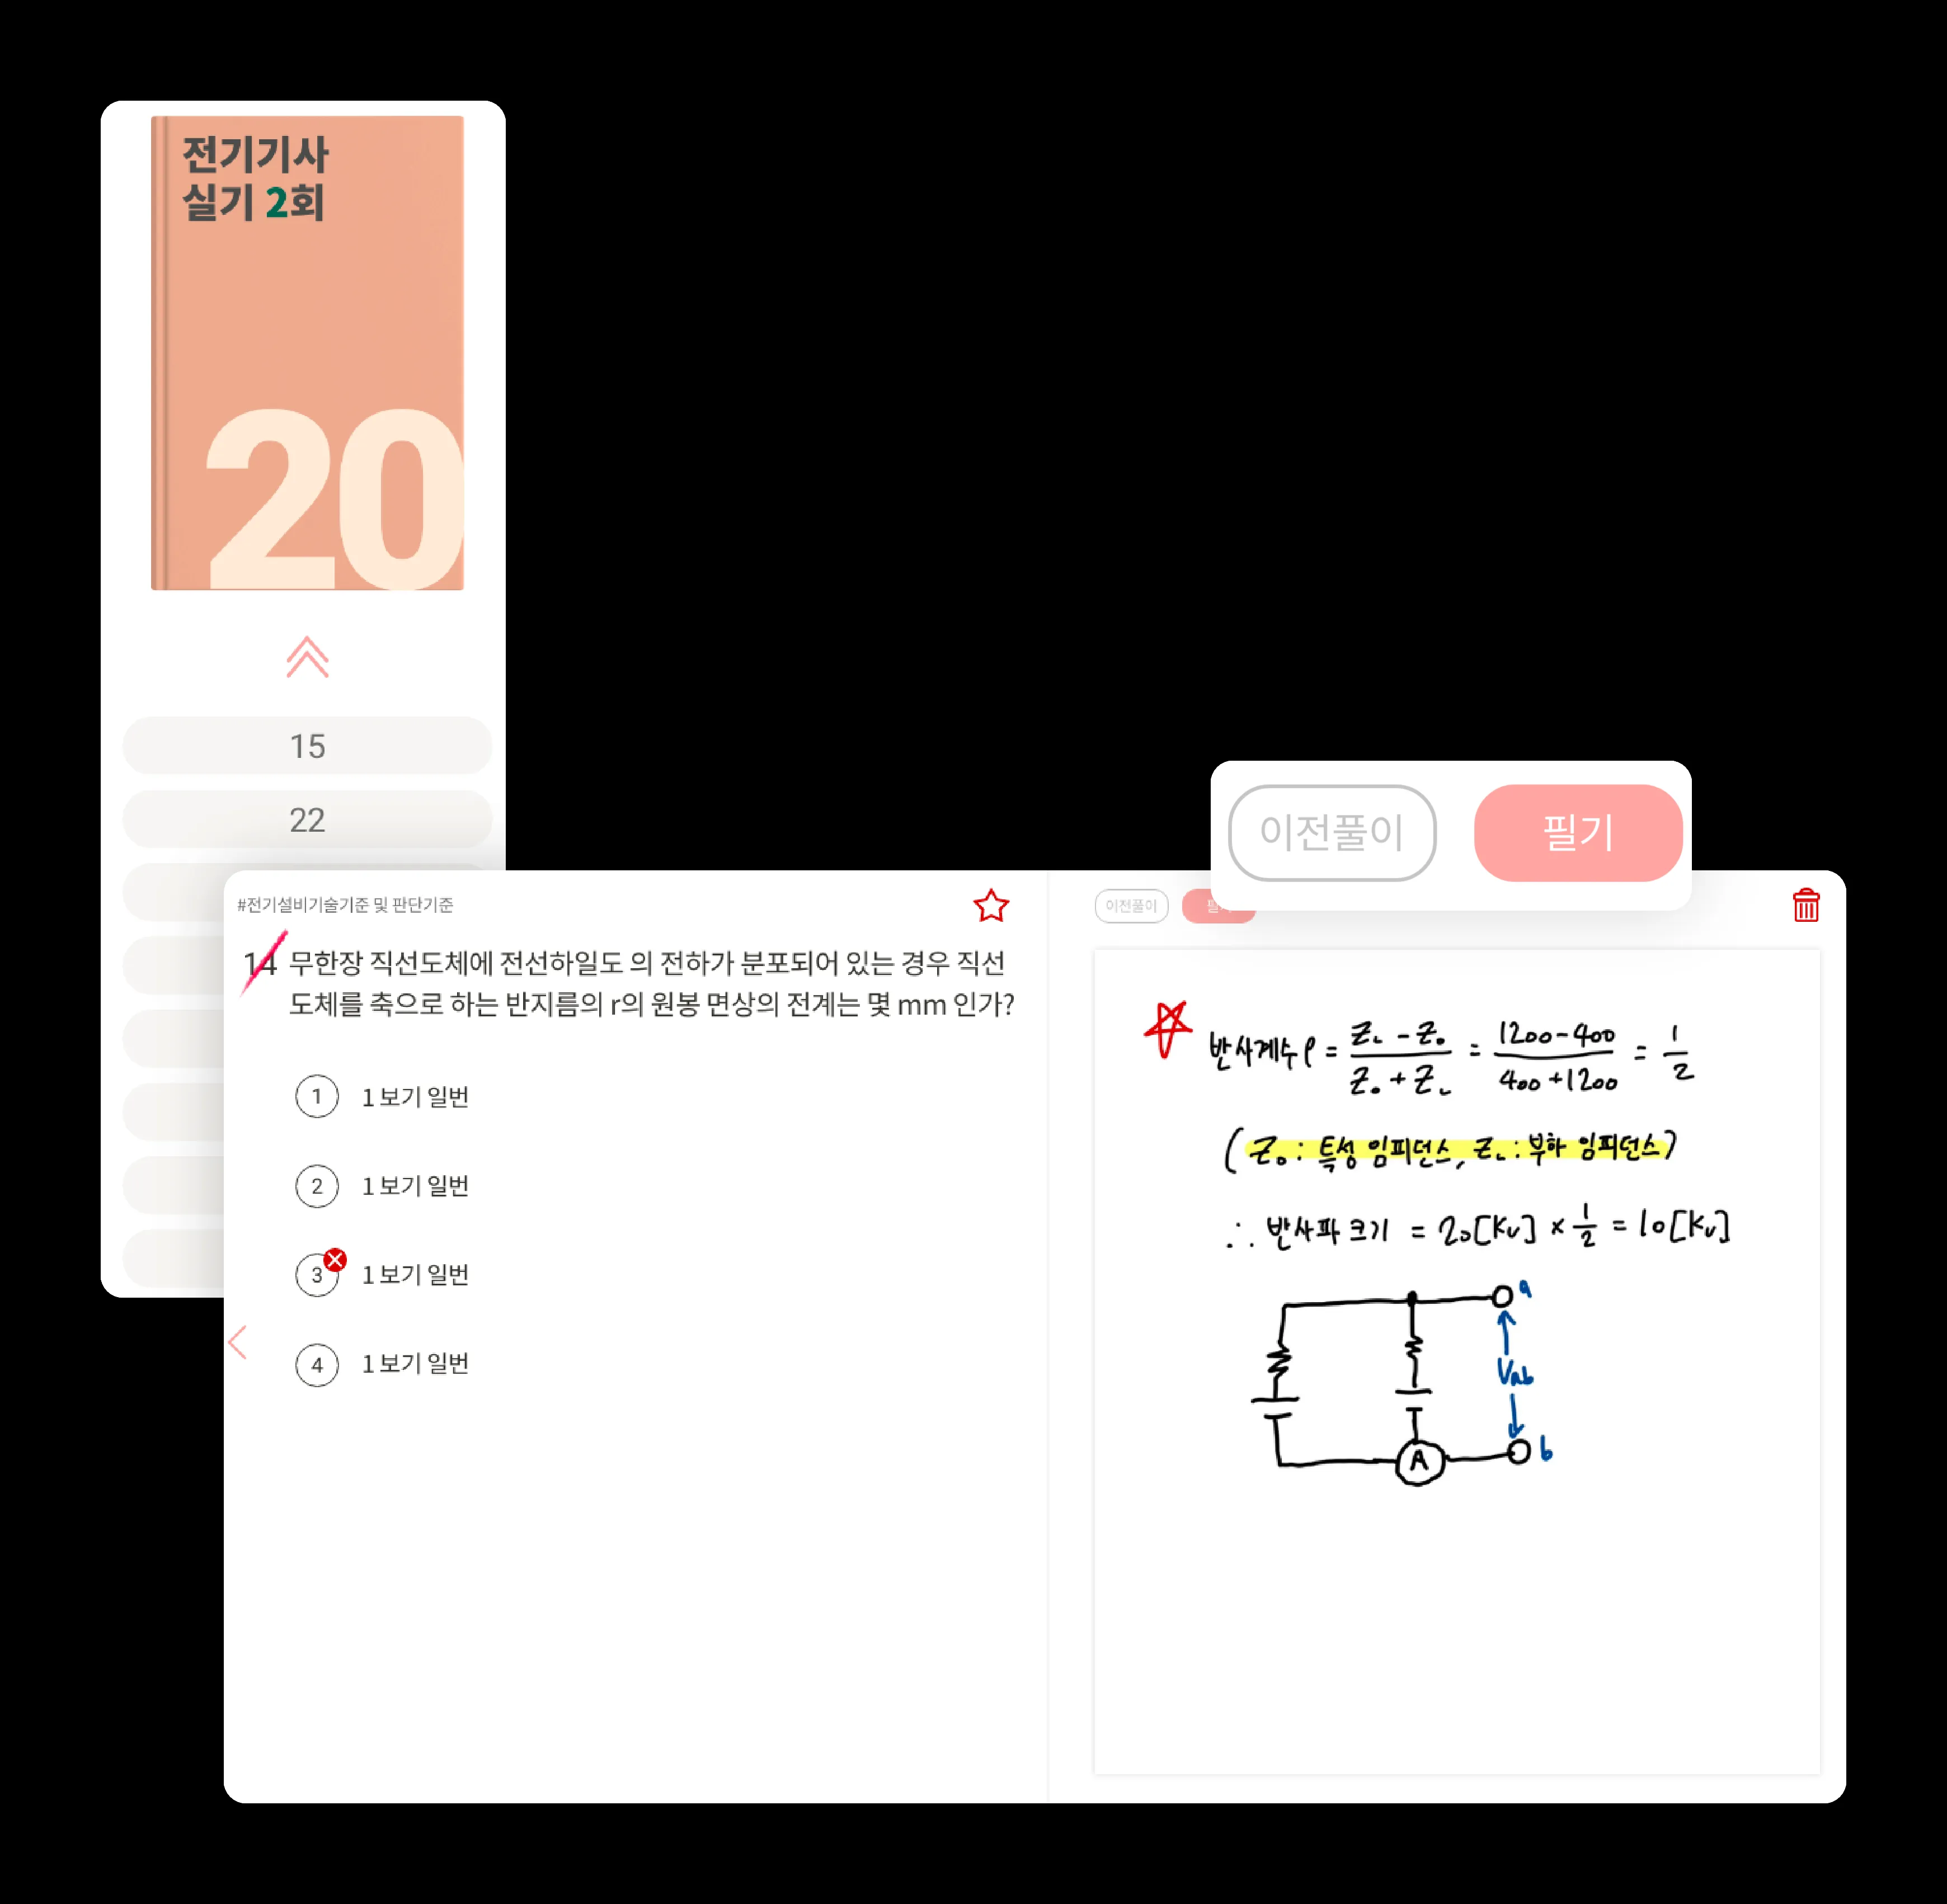 전기기사
실기 2회
20
15
22
이전풀이 필기
#전기설비기술기준 및 판단기준
14 무한장 직선도체에 전선하일도 의 전하가 분포되어 있는 경우 직선
도체를 축으로 하는 반지름의 r의 원봉 면상의 전계는 몇 mm 인가?
1 1 보기 일번
2 1 보기 일번
3 1 보기 일번
4 1 보기 일번
이전풀이
반사계수 ρ = (Z_L - Z_0)/(Z_0 + Z_L) = (1200-400)/(400+1200) = 1/2
(Z_0 : 특성 임피던스, Z_L : 부하 임피던스)
∴ 반사파 크기 = 20[KV] × 1/2 = 10[KV]
a
Vab
A b